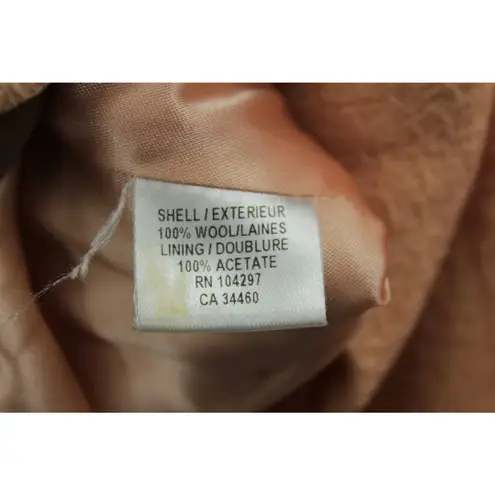 SHELL / EXTERIEUR
100% WOOL/LAINES
LINING / DOUBLURE
100% ACETATE
RN 104297
CA 34460